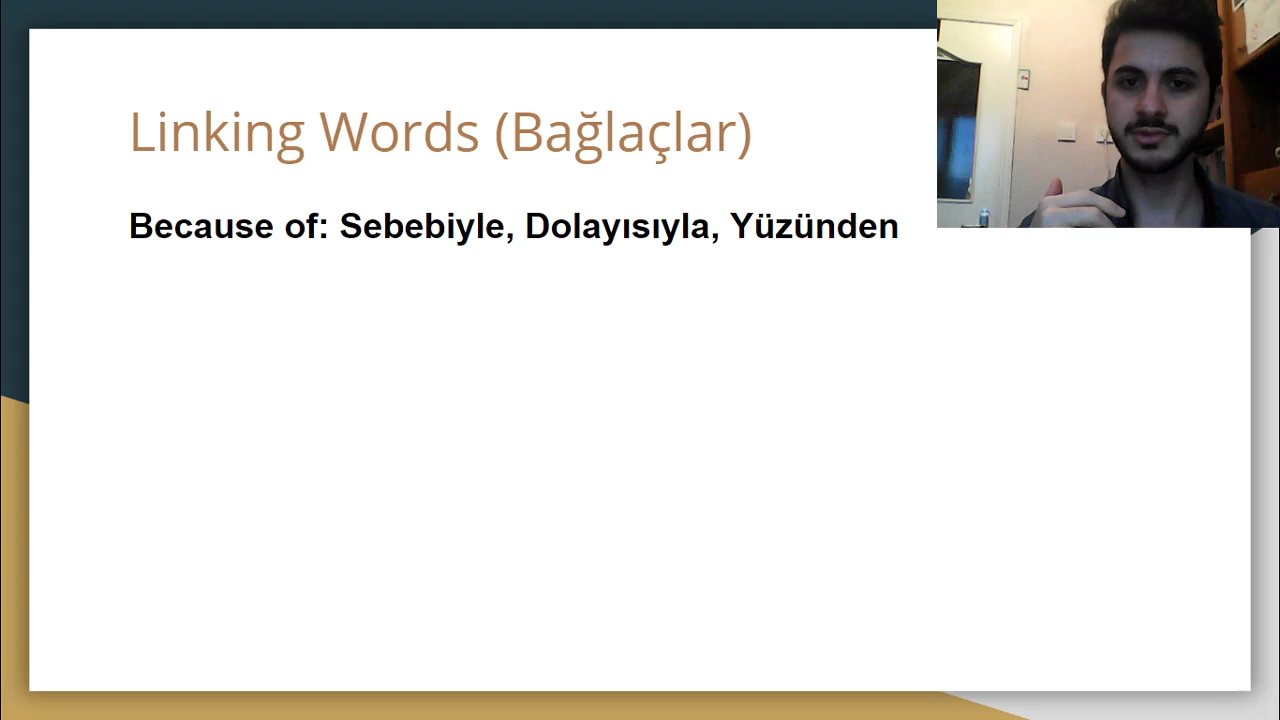 Linking Words (Bağlaçlar)
Because of: Sebebiyle, Dolayısıyla, Yüzünden